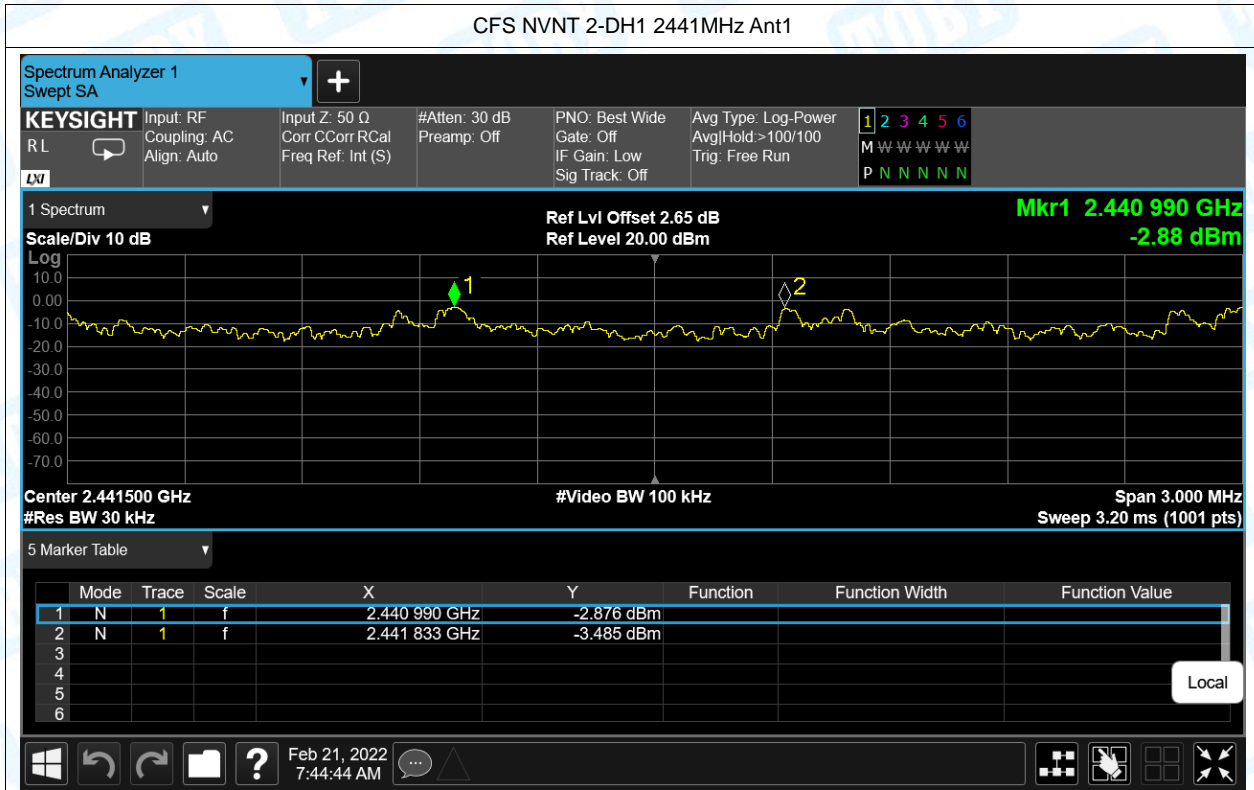 CFS NVNT 2-DH1 2441MHz Ant1
Spectrum Analyzer 1
Swept SA
KEYSIGHT
R L
LXI
Input: RF
Coupling: AC
Align: Auto
Input Z: 50 Ω
Corr CCorr RCal
Freq Ref: Int (S)
#Atten: 30 dB
Preamp: Off
PNO: Best Wide
Gate: Off
IF Gain: Low
Sig Track: Off
Avg Type: Log-Power
Avg|Hold:>100/100
Trig: Free Run
1 2 3 4 5 6
M W W W W W
P N N N N N
1 Spectrum
Scale/Div 10 dB
Ref Lvl Offset 2.65 dB
Ref Level 20.00 dBm
Mkr1 2.440 990 GHz
-2.88 dBm
Log
10.0
0.00
-10.0
-20.0
-30.0
-40.0
-50.0
-60.0
-70.0
1
2
Center 2.441500 GHz
#Video BW 100 kHz
Span 3.000 MHz
#Res BW 30 kHz
Sweep 3.20 ms (1001 pts)
5 Marker Table
Mode Trace Scale X Y Function Function Width Function Value
1 N 1 f 2.440 990 GHz -2.876 dBm
2 N 1 f 2.441 833 GHz -3.485 dBm
3
4
5
6
Local
?
Feb 21, 2022
7:44:44 AM